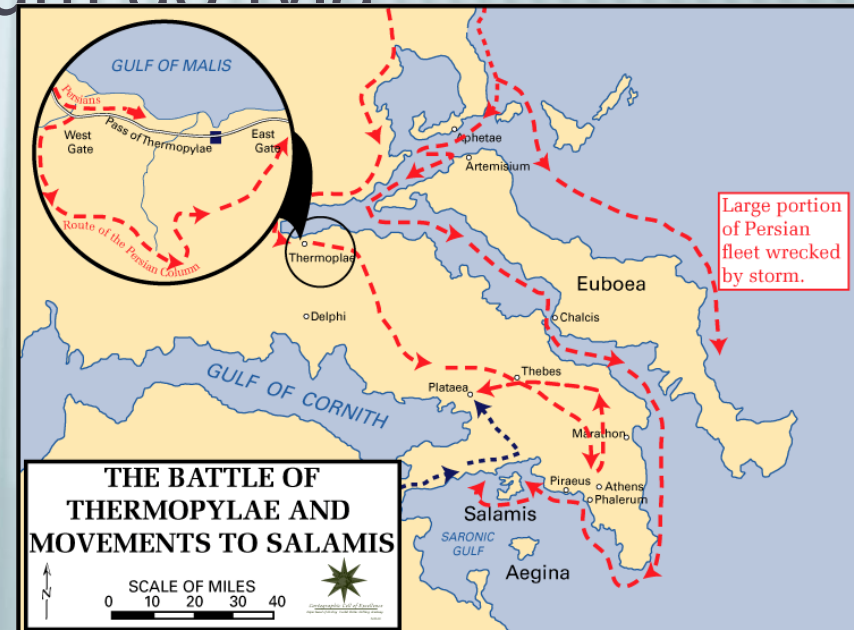 GULF OF MALIS
Persians
West
Gate
Pass of Thermopylae
East
Gate
Route of the Persian Column
Aphetae
Artemisium
Large portion
of Persian
fleet wrecked
by storm.
Thermoplae
Euboea
Delphi
Chalcis
GULF OF CORNITH
Thebes
Plataea
Marathon
Piraeus
Athens
Phalerum
Salamis
SARONIC
GULF
Aegina
THE BATTLE OF
THERMOPYLAE AND
MOVEMENTS TO SALAMIS
N
SCALE OF MILES
0 10 20 30 40